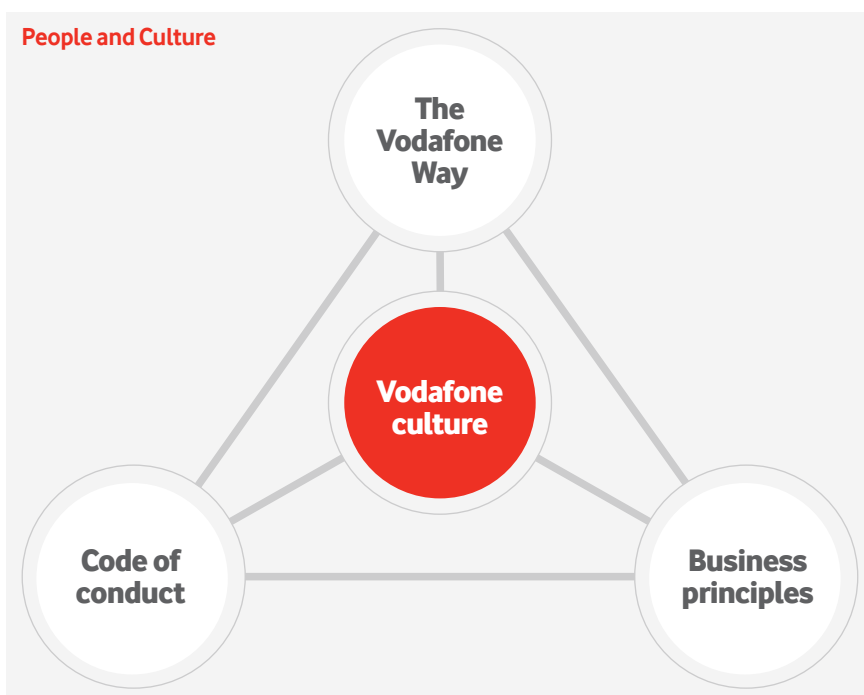 People and Culture
The
Vodafone
Way
Vodafone
culture
Code of
conduct
Business
principles